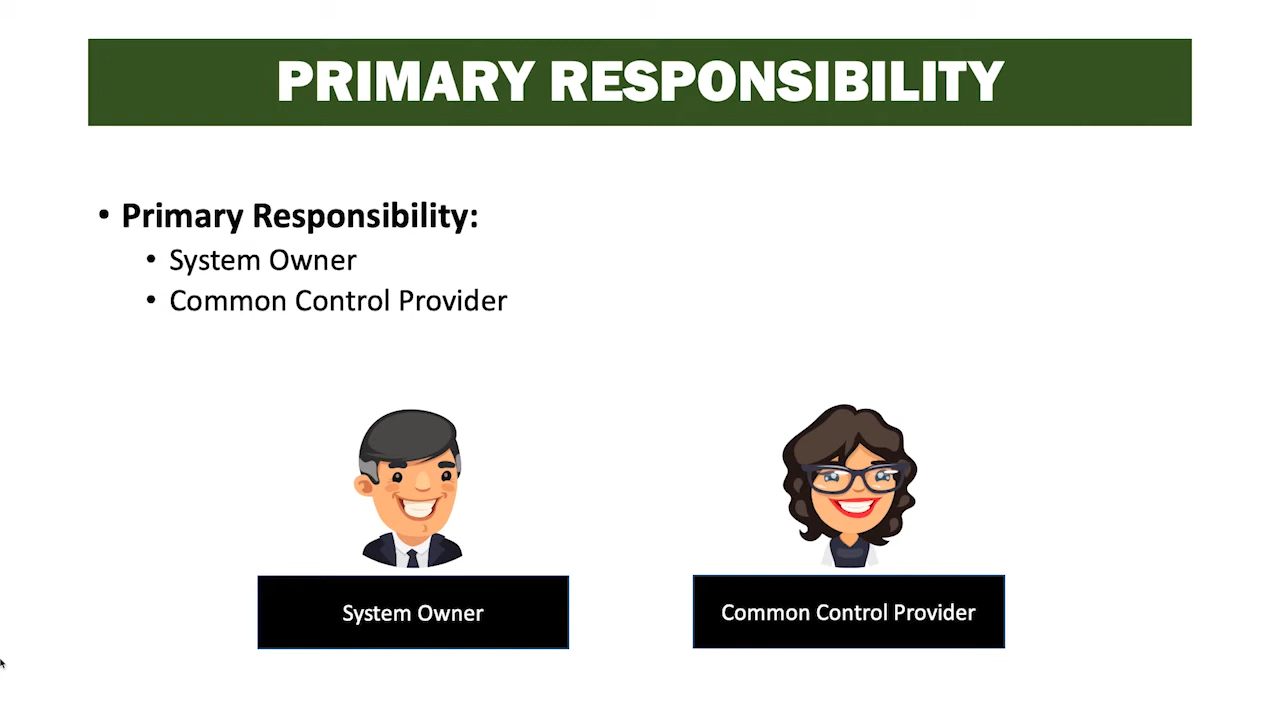 PRIMARY RESPONSIBILITY
• Primary Responsibility:
• System Owner
• Common Control Provider
System Owner
Common Control Provider